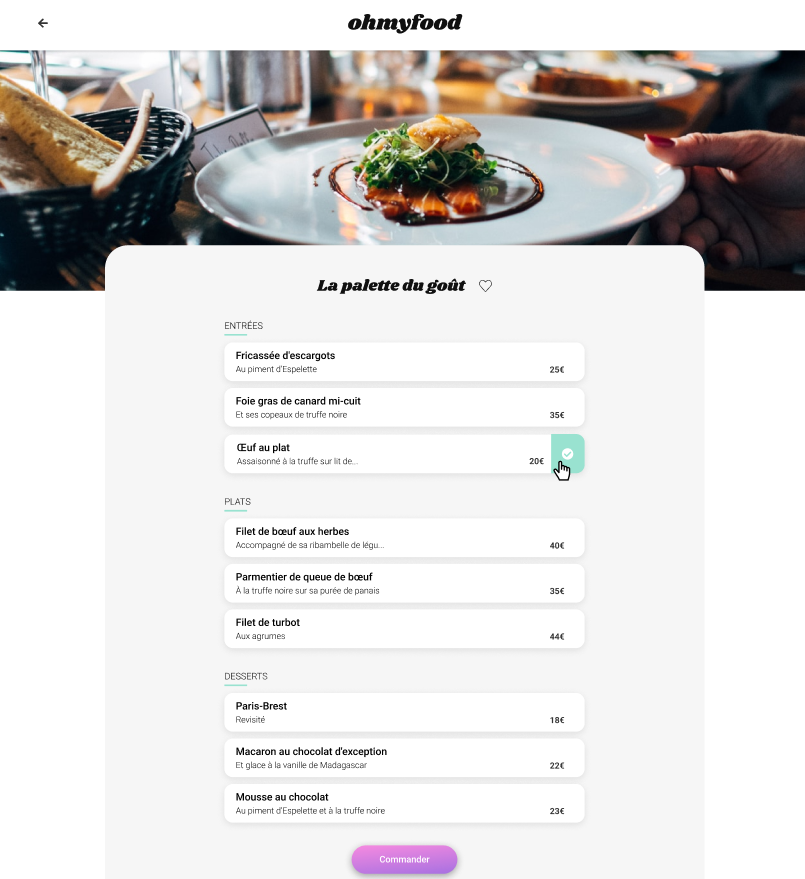 ohmyfood
La palette du goût
ENTRÉES
Fricassée d'escargots
Au piment d'Espelette
25€
Foie gras de canard mi-cuit
Et ses copeaux de truffe noire
35€
Œuf au plat
Assaisonné à la truffe sur lit de...
20€
PLATS
Filet de bœuf aux herbes
Accompagné de sa ribambelle de légu...
40€
Parmentier de queue de bœuf
À la truffe noire sur sa purée de panais
35€
Filet de turbot
Aux agrumes
44€
DESSERTS
Paris-Brest
Revisité
18€
Macaron au chocolat d'exception
Et glace à la vanille de Madagascar
22€
Mousse au chocolat
Au piment d'Espelette et à la truffe noire
23€
Commander